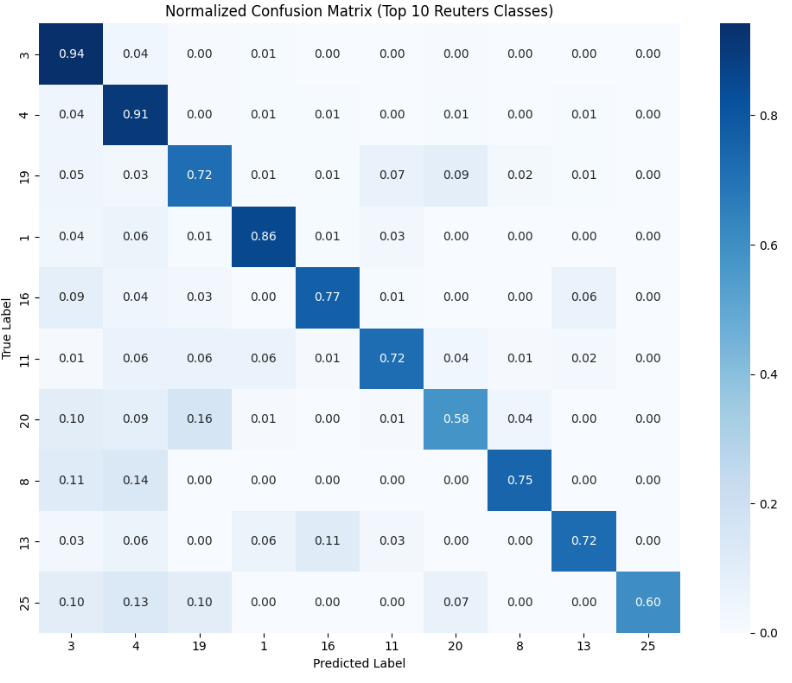 Normalized Confusion Matrix (Top 10 Reuters Classes)
3 0.94 0.04 0.00 0.01 0.00 0.00 0.00 0.00 0.00 0.00
4 0.04 0.91 0.00 0.01 0.01 0.00 0.01 0.00 0.01 0.00
19 0.05 0.03 0.72 0.01 0.01 0.07 0.09 0.02 0.01 0.00
1 0.04 0.06 0.01 0.86 0.01 0.03 0.00 0.00 0.00 0.00
16 0.09 0.04 0.03 0.00 0.77 0.01 0.00 0.00 0.06 0.00
11 0.01 0.06 0.06 0.06 0.01 0.72 0.04 0.01 0.02 0.00
20 0.10 0.09 0.16 0.01 0.00 0.01 0.58 0.04 0.00 0.00
8 0.11 0.14 0.00 0.00 0.00 0.00 0.00 0.75 0.00 0.00
13 0.03 0.06 0.00 0.06 0.11 0.03 0.00 0.00 0.72 0.00
25 0.10 0.13 0.10 0.00 0.00 0.00 0.07 0.00 0.00 0.60
3 4 19 1 16 11 20 8 13 25
Predicted Label
True Label
0.8
0.6
0.4
0.2
0.0